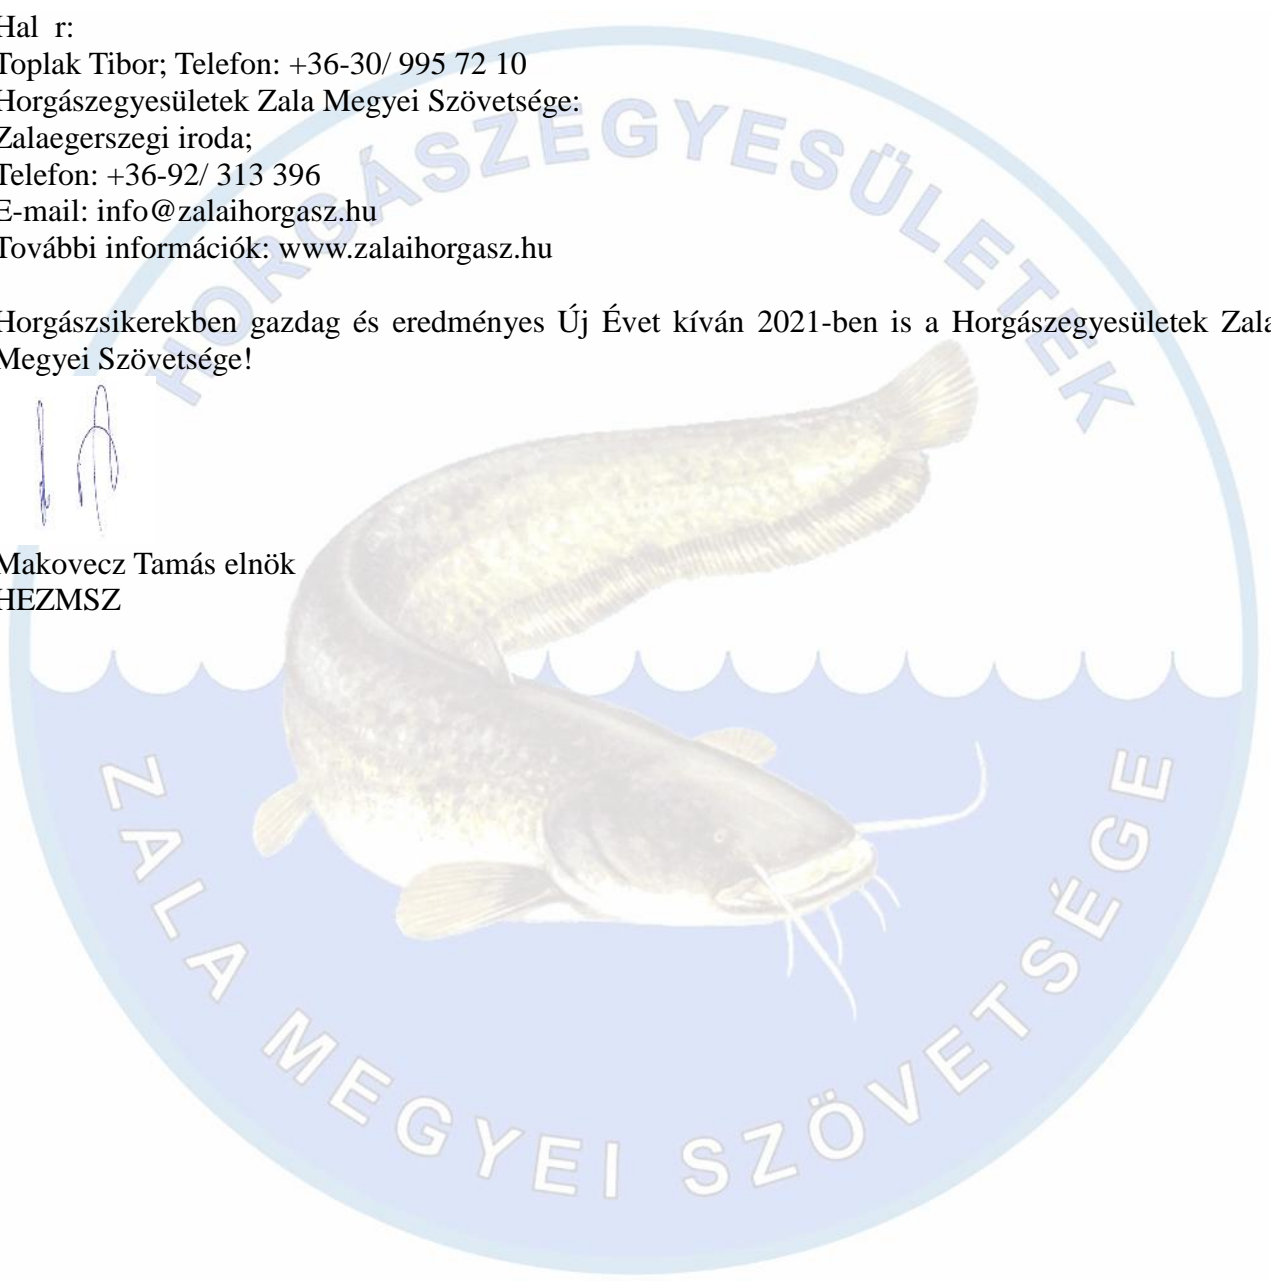 Hal r:
Toplak Tibor; Telefon: +36-30/ 995 72 10
Horgászegyesületek Zala Megyei Szövetsége:
Zalaegerszegi iroda;
Telefon: +36-92/ 313 396
E-mail: info@zalaihorgasz.hu
További információk: www.zalaihorgasz.hu
Horgászsikerekben gazdag és eredményes Új Évet kíván 2021-ben is a Horgászegyesületek Zala
Megyei Szövetsége!
Makovecz Tamás elnök
HEZMSZ
HORGÁSZEGYESÜLETEK
ZALA MEGYEI SZÖVETSÉGE